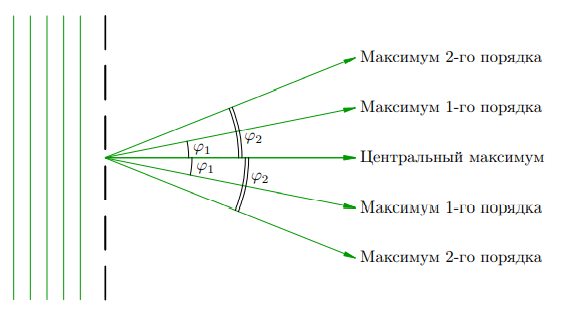 Максимум 2-го порядка
Максимум 1-го порядка
φ2
φ1
Центральный максимум
φ1
φ2
Максимум 1-го порядка
Максимум 2-го порядка